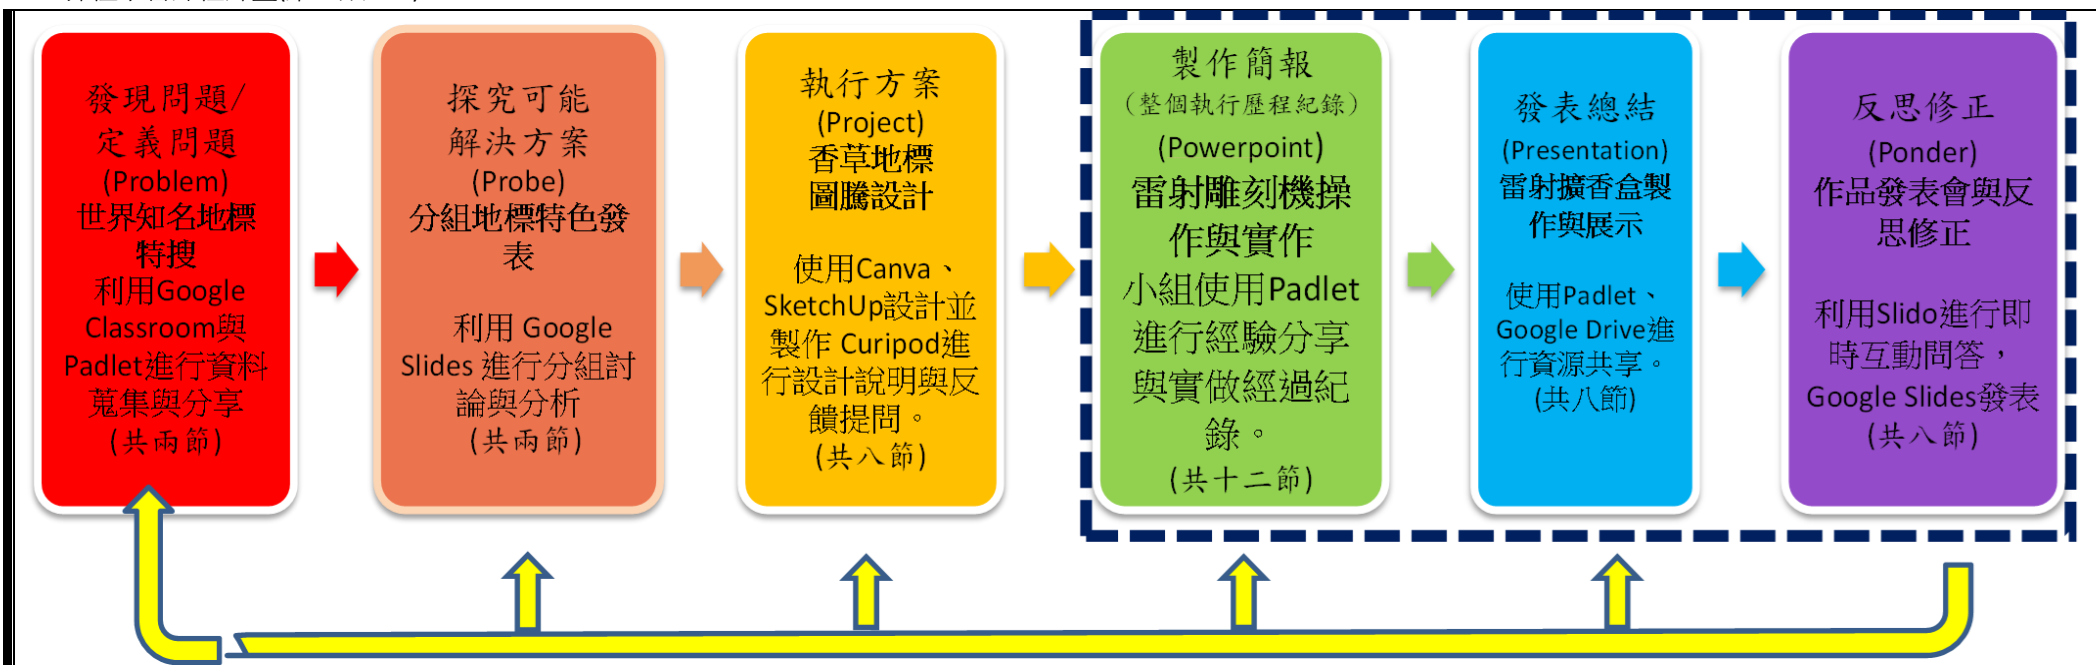 發現問題/
定義問題
(Problem)
世界知名地標
特搜
利用Google
Classroom與
Padlet進行資料
蒐集與分享
(共兩節)
探究可能
解決方案
(Probe)
分組地標特色發
表
利用 Google
Slides 進行分組討
論與分析
(共兩節)
執行方案
(Project)
香草地標
圖騰設計
使用Canva、
SketchUp設計並
製作 Curipod進
行設計說明與反
饋提問。
(共八節)
製作簡報
(整個執行歷程紀錄)
(Powerpoint)
雷射雕刻機操
作與實作
小組使用Padlet
進行經驗分享
與實做經過紀
錄。
(共十二節)
發表總結
(Presentation)
雷射擴香盒製
作與展示
使用Padlet、
Google Drive進
行資源共享。
(共八節)
反思修正
(Ponder)
作品發表會與反
思修正
利用Slido進行即
時互動問答，
Google Slides發表
(共八節)